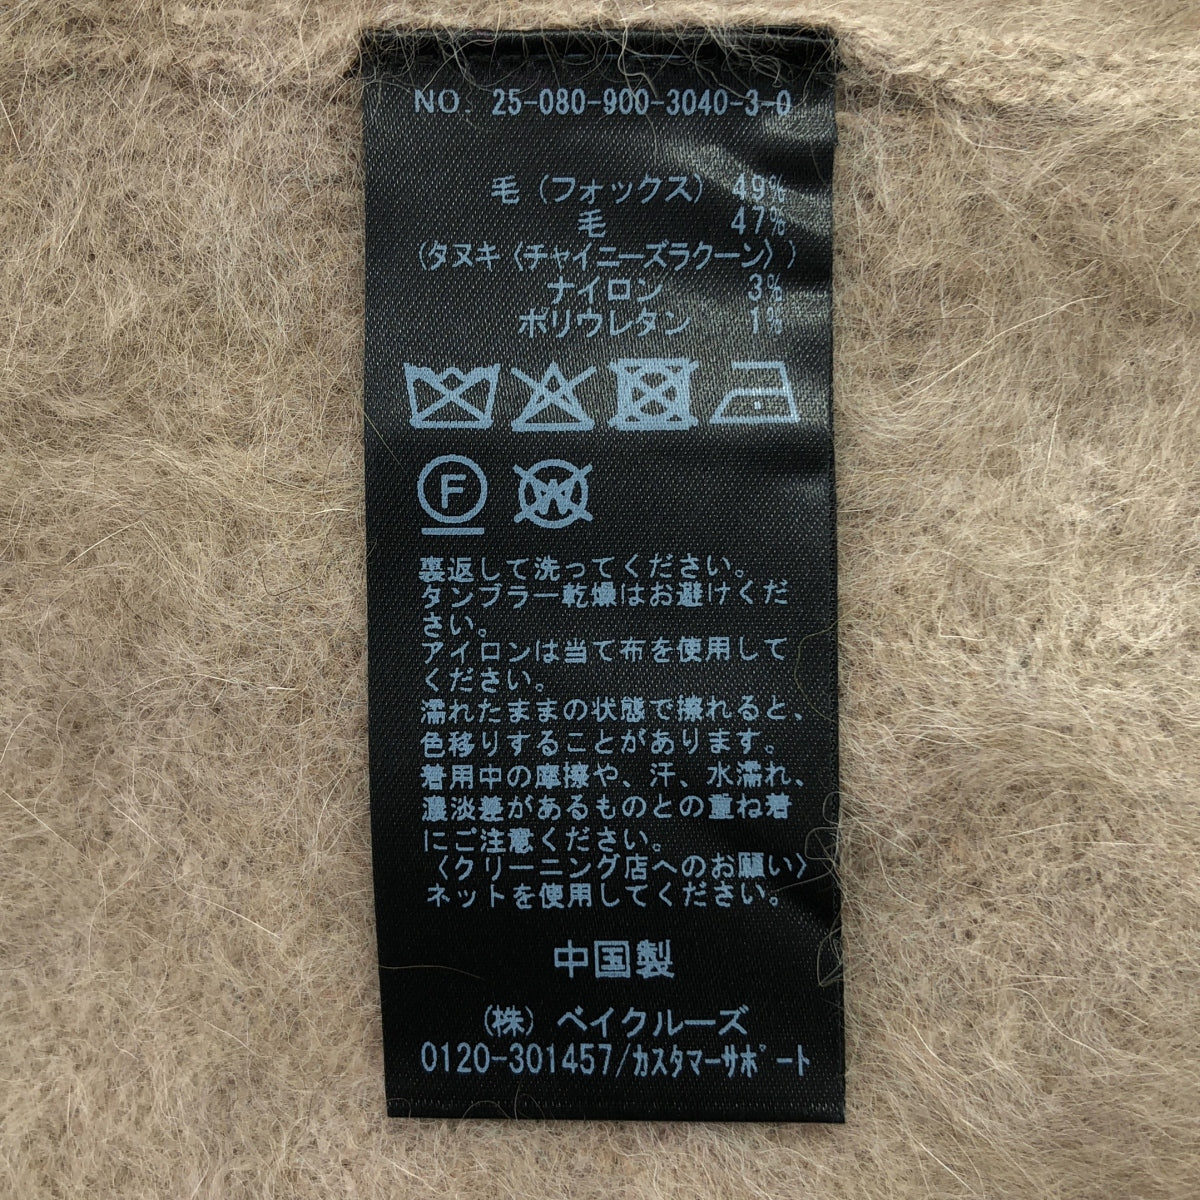 NO. 25-080-900-3040-3-0
毛(フォックス) 49%
毛 47%
(タヌキ〈チャイニーズラクーン〉)
ナイロン 3%
ポリウレタン 1%
F
W
裏返して洗ってください。
タンブラー乾燥はお避けくだ
さい。
アイロンは当て布を使用して
ください。
濡れたままの状態で擦れると、
色移りすることがあります。
着用中の摩擦や、汗、水濡れ、
濃淡差があるものとの重ね着
にご注意ください。
〈クリーニング店へのお願い〉
ネットを使用してください。
中国製
(株) ベイクルーズ
0120-301457/カスタマーサポート